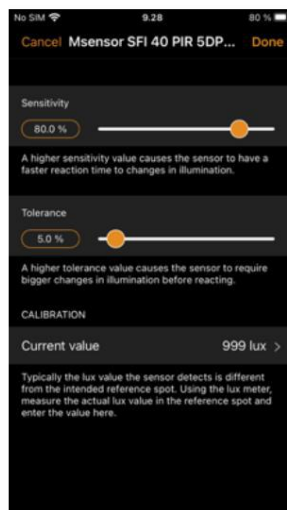 No SIM 9.28 80 %
Cancel Msensor SFI 40 PIR 5DP... Done
Sensitivity
80.0 %
A higher sensitivity value causes the sensor to have a
faster reaction time to changes in illumination.
Tolerance
5.0 %
A higher tolerance value causes the sensor to require
bigger changes in illumination before reacting.
CALIBRATION
Current value 999 lux >
Typically the lux value the sensor detects is different
from the intended reference spot. Using the lux meter,
measure the actual lux value in the reference spot and
enter the value here.